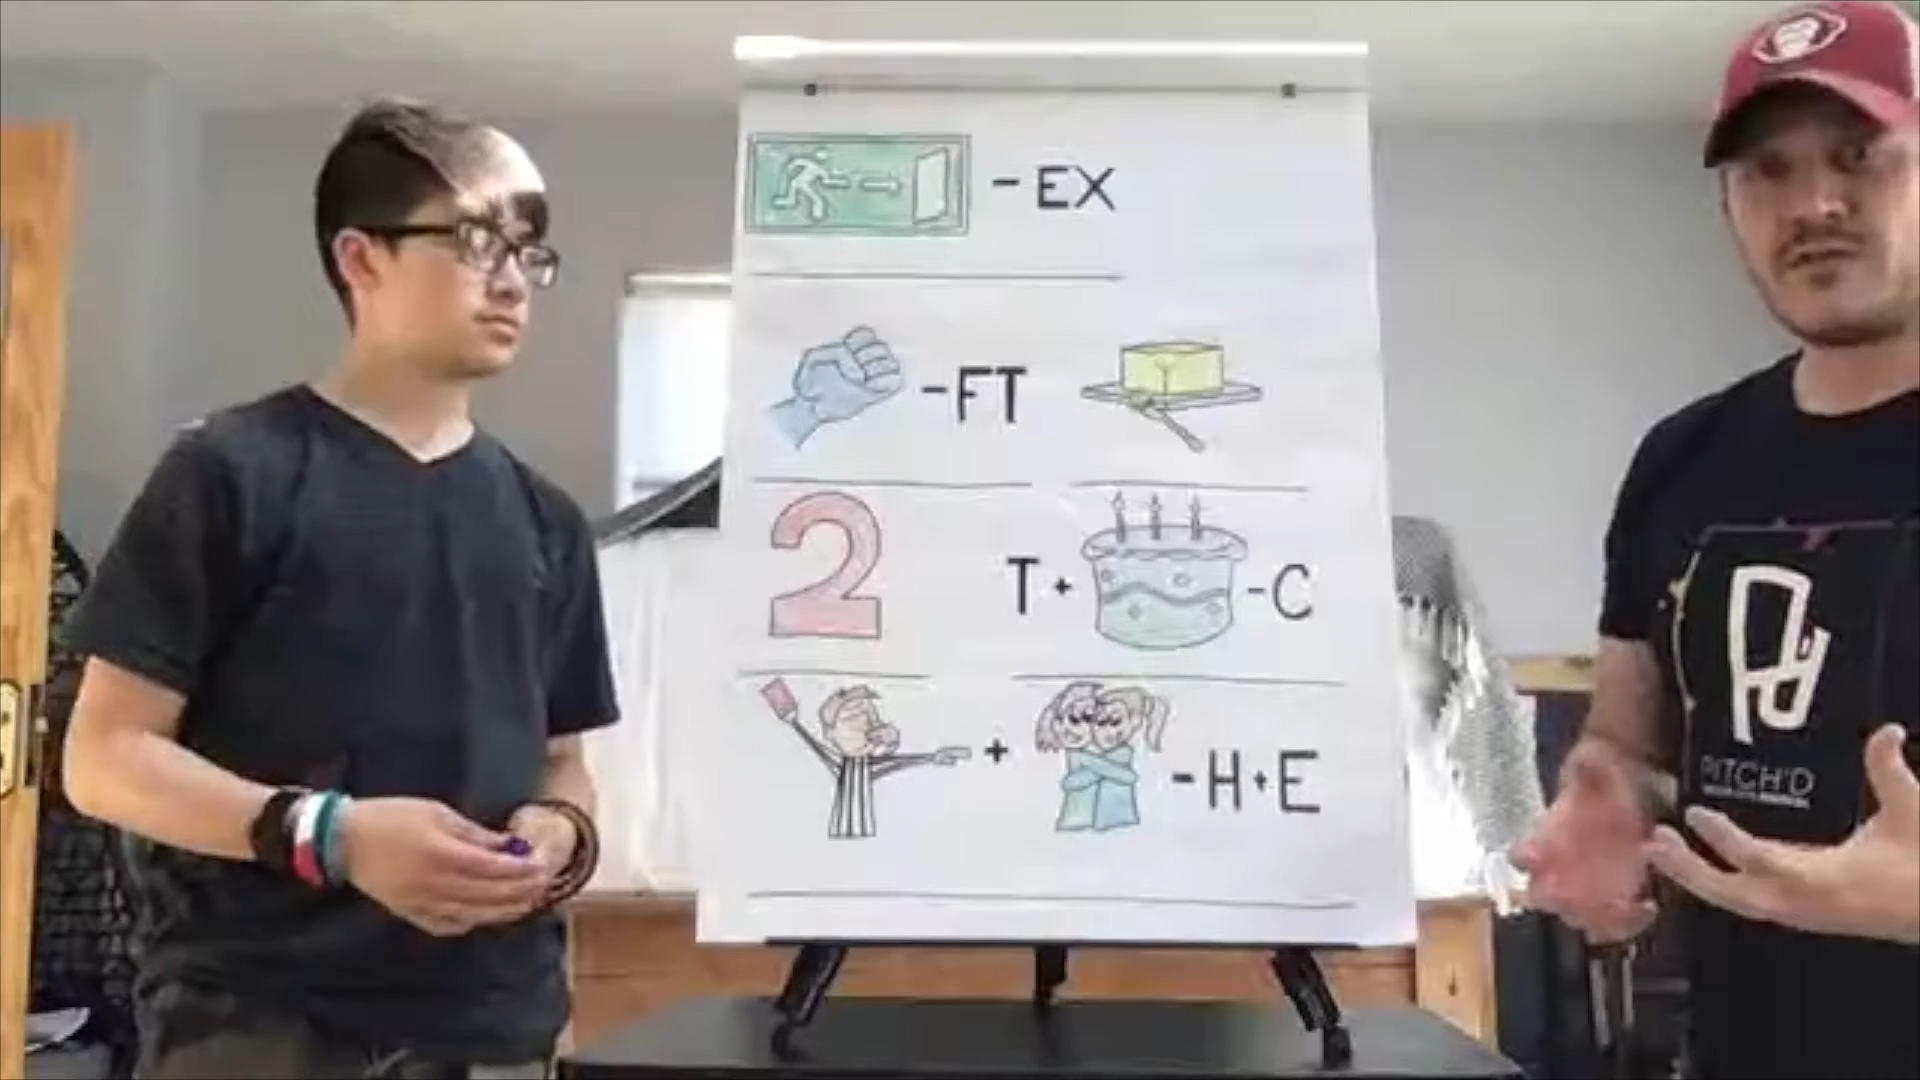 - EX
- FT
2
T + - C
+ - H + E
PITCH'D